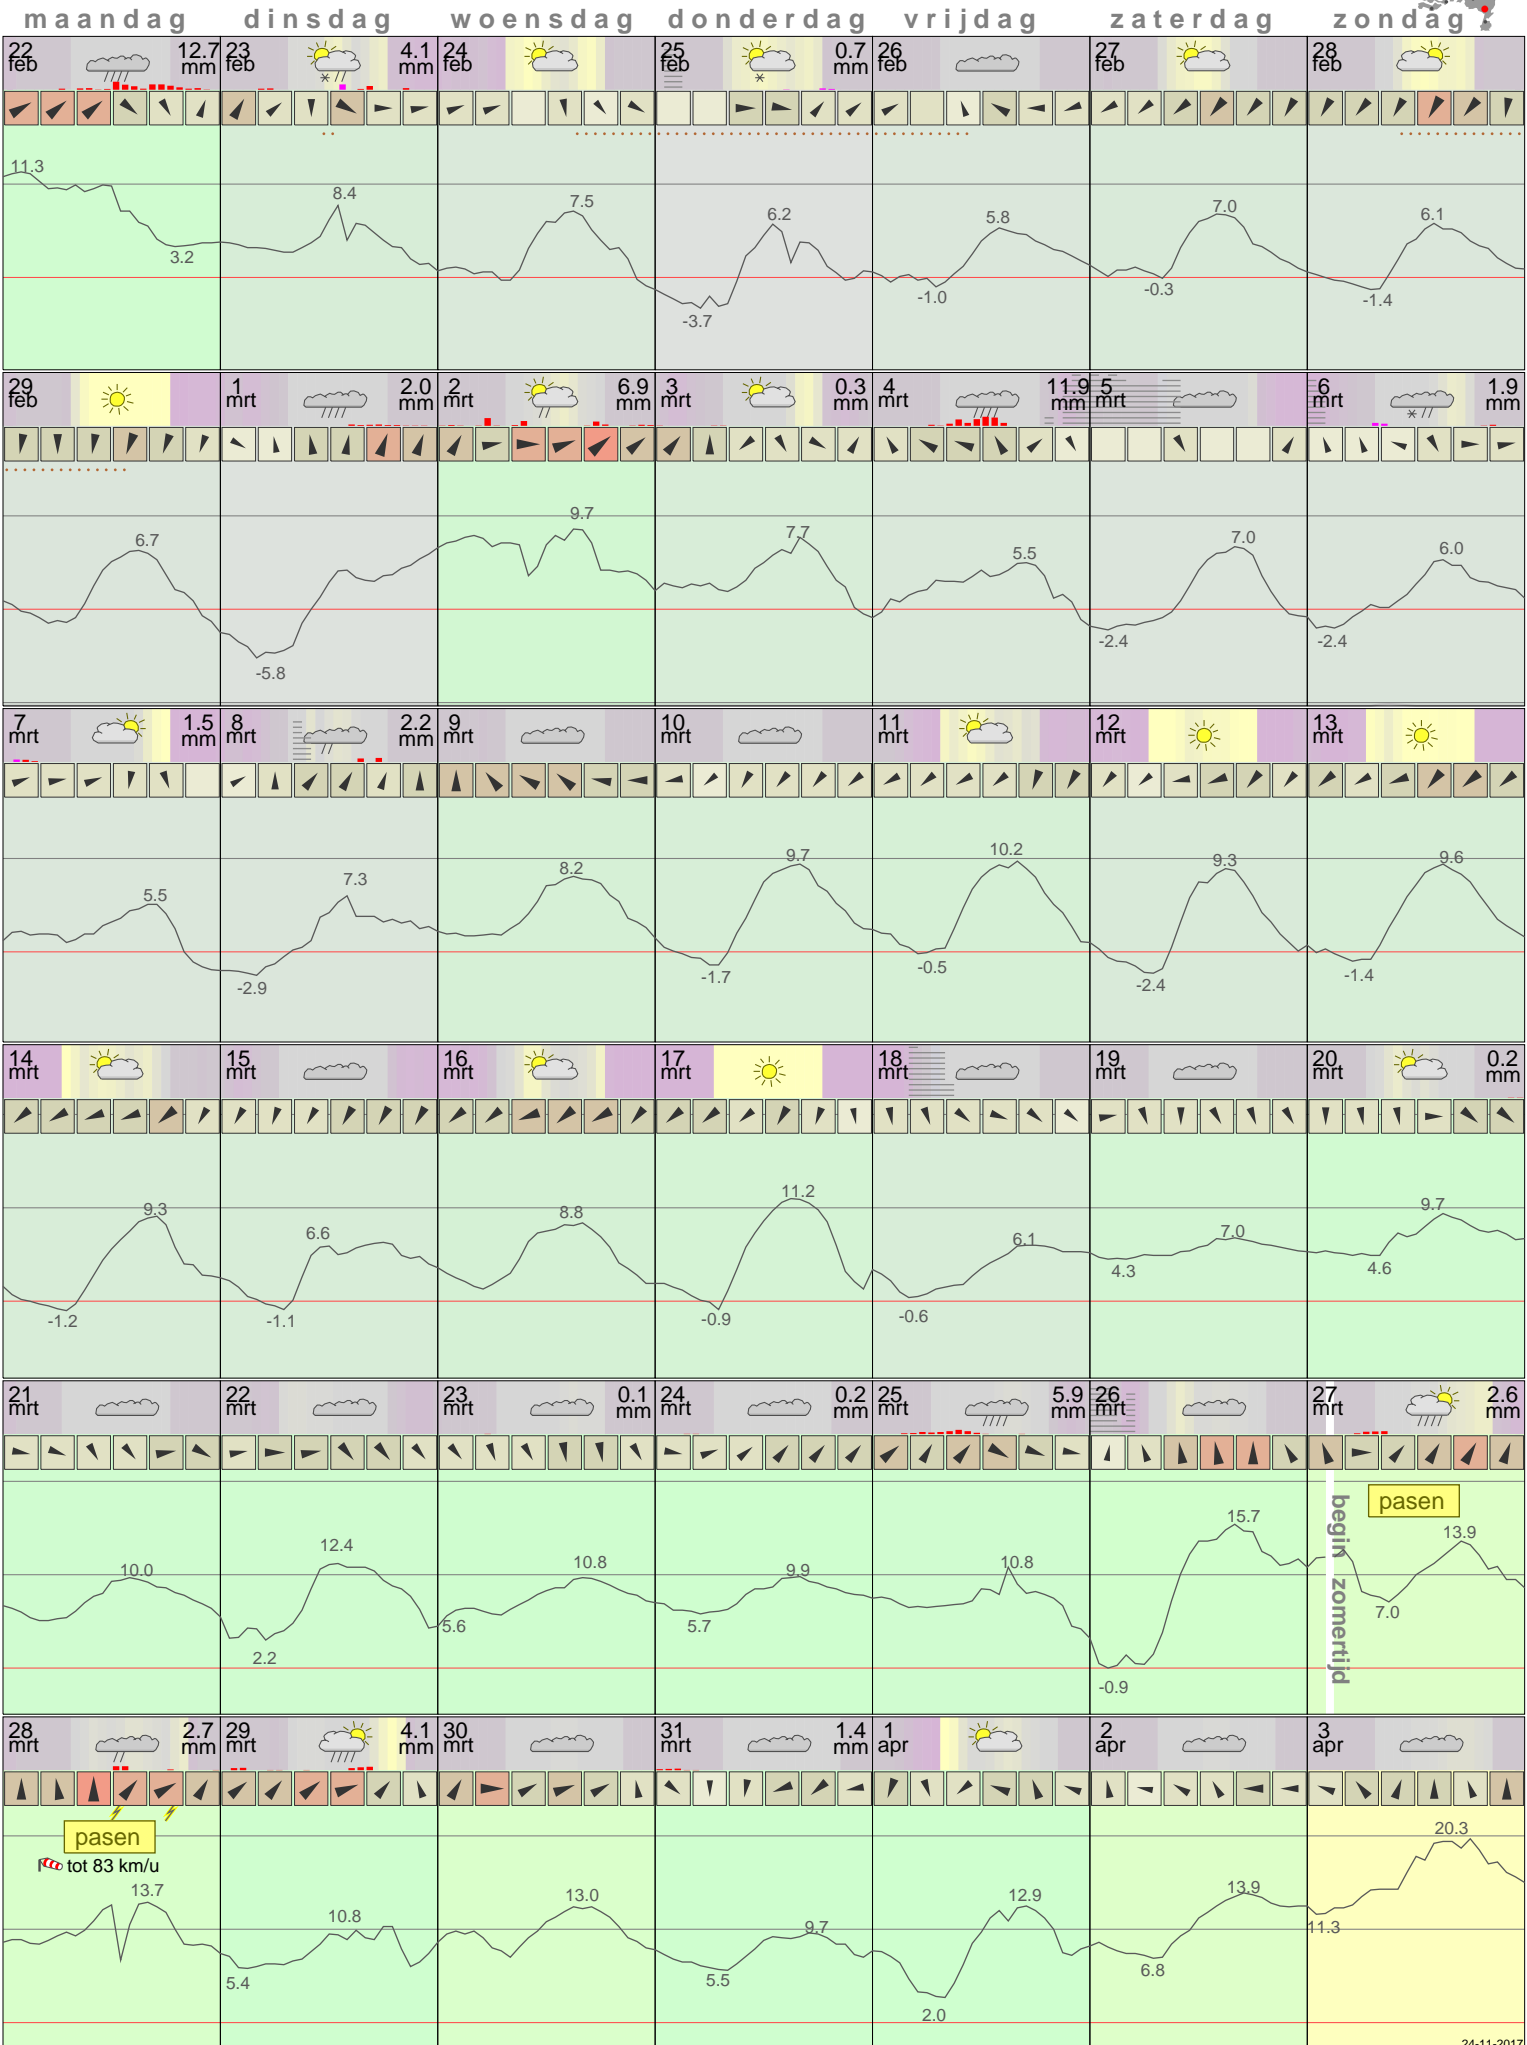 maandag dinsdag woensdag donderdag vrijdag zaterdag zondag
22 feb 12.7 mm 23 feb 4.1 mm 24 feb 25 feb 0.7 mm 26 feb 27 feb 28 feb
11.3 3.2 8.4 7.5 -3.7 6.2 -1.0 5.8 -0.3 7.0 -1.4 6.1
29 feb 1 mrt 2.0 mm 2 mrt 6.9 mm 3 mrt 0.3 mm 4 mrt 11.9 mm 5 mrt 6 mrt 1.9 mm
6.7 -5.8 9.7 7.7 5.5 -2.4 7.0 -2.4 6.0
7 mrt 1.5 mm 8 mrt 2.2 mm 9 mrt 10 mrt 11 mrt 12 mrt 13 mrt
5.5 -2.9 7.3 8.2 -1.7 9.7 -0.5 10.2 -2.4 9.3 -1.4 9.6
14 mrt 15 mrt 16 mrt 17 mrt 18 mrt 19 mrt 20 mrt 0.2 mm
-1.2 9.3 -1.1 6.6 8.8 -0.9 11.2 -0.6 6.1 4.3 7.0 4.6 9.7
21 mrt 22 mrt 23 mrt 0.1 mm 24 mrt 0.2 mm 25 mrt 5.9 mm 26 mrt 27 mrt 2.6 mm
begin zomertijd
pasen
10.0 2.2 12.4 5.6 10.8 5.7 9.9 10.8 -0.9 15.7 7.0 13.9
28 mrt 2.7 mm 29 mrt 4.1 mm 30 mrt 31 mrt 1.4 mm 1 apr 2 apr 3 apr
pasen
tot 83 km/u
13.7 5.4 10.8 13.0 5.5 9.7 2.0 12.9 6.8 13.9 11.3 20.3
24-11-2017